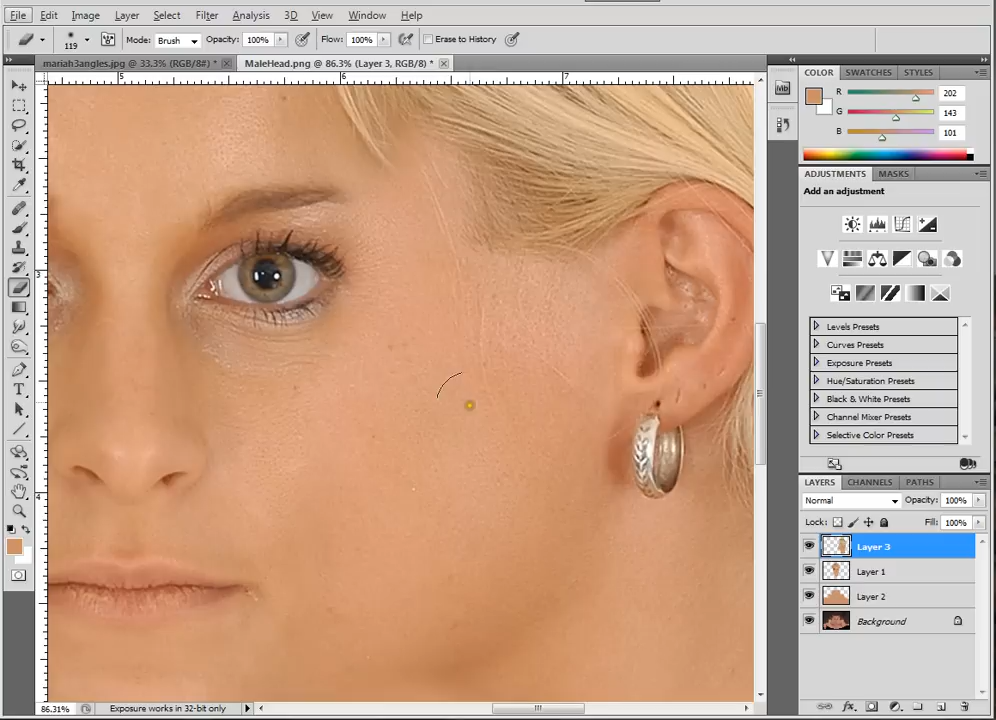 File Edit Image Layer Select Filter Analysis 3D View Window Help
119 Mode: Brush Opacity: 100% Flow: 100% Erase to History
mariah3angles.jpg @ 33.3% (RGB/8#) * MaleHead.png @ 86.3% (Layer 3, RGB/8) *
5 6 7
3
4
Mb
COLOR SWATCHES STYLES
R 202
G 143
B 101
ADJUSTMENTS MASKS
Add an adjustment
Levels Presets
Curves Presets
Exposure Presets
Hue/Saturation Presets
Black & White Presets
Channel Mixer Presets
Selective Color Presets
LAYERS CHANNELS PATHS
Normal Opacity: 100%
Lock: Fill: 100%
Layer 3
Layer 1
Layer 2
Background
86.31% Exposure works in 32-bit only